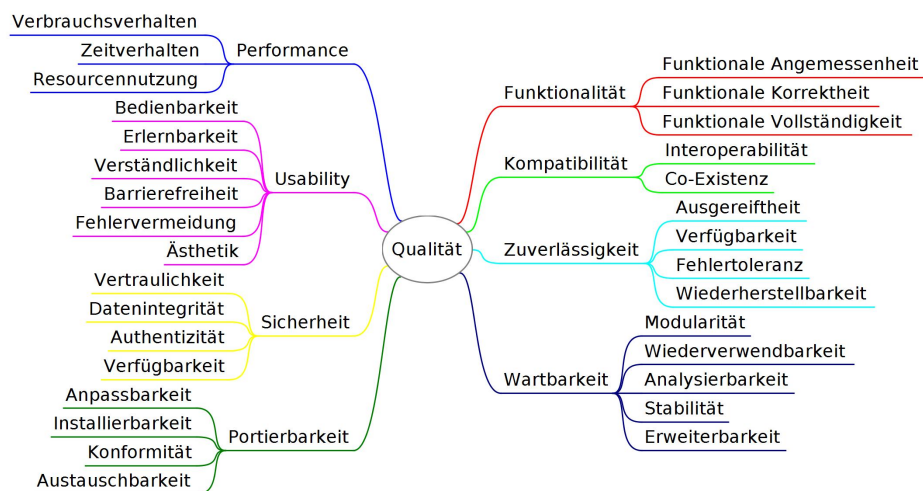 Qualität
Performance
Verbrauchsverhalten
Zeitverhalten
Resourcennutzung
Usability
Bedienbarkeit
Erlernbarkeit
Verständlichkeit
Barrierefreiheit
Fehlervermeidung
Ästhetik
Sicherheit
Vertraulichkeit
Datenintegrität
Authentizität
Verfügbarkeit
Portierbarkeit
Anpassbarkeit
Installierbarkeit
Konformität
Austauschbarkeit
Funktionalität
Funktionale Angemessenheit
Funktionale Korrektheit
Funktionale Vollständigkeit
Kompatibilität
Interoperabilität
Co-Existenz
Zuverlässigkeit
Ausgereiftheit
Verfügbarkeit
Fehlertoleranz
Wiederherstellbarkeit
Wartbarkeit
Modularität
Wiederverwendbarkeit
Analysierbarkeit
Stabilität
Erweiterbarkeit